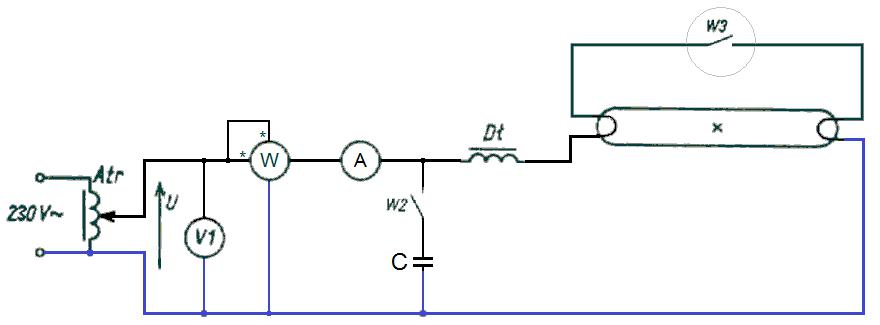 W3
Dt
*
* W
A
Atr
U
W2
230 V~
V1
C